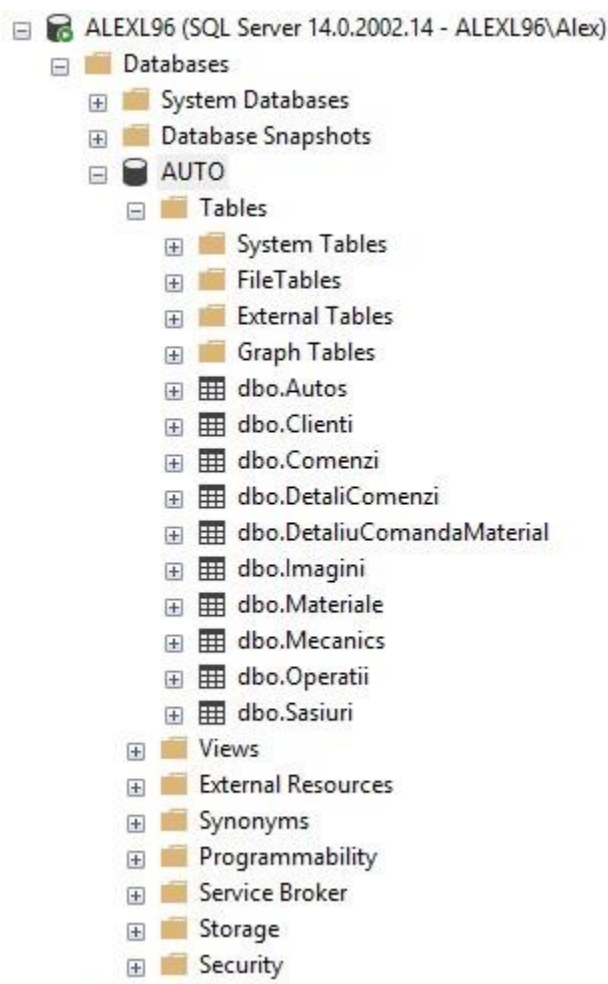 ALEXL96 (SQL Server 14.0.2002.14 - ALEXL96\Alex)
Databases
System Databases
Database Snapshots
AUTO
Tables
System Tables
FileTables
External Tables
Graph Tables
dbo.Autos
dbo.Clienti
dbo.Comenzi
dbo.DetaliComenzi
dbo.DetaliuComandaMaterial
dbo.Imagini
dbo.Materiale
dbo.Mecanics
dbo.Operatii
dbo.Sasiuri
Views
External Resources
Synonyms
Programmability
Service Broker
Storage
Security